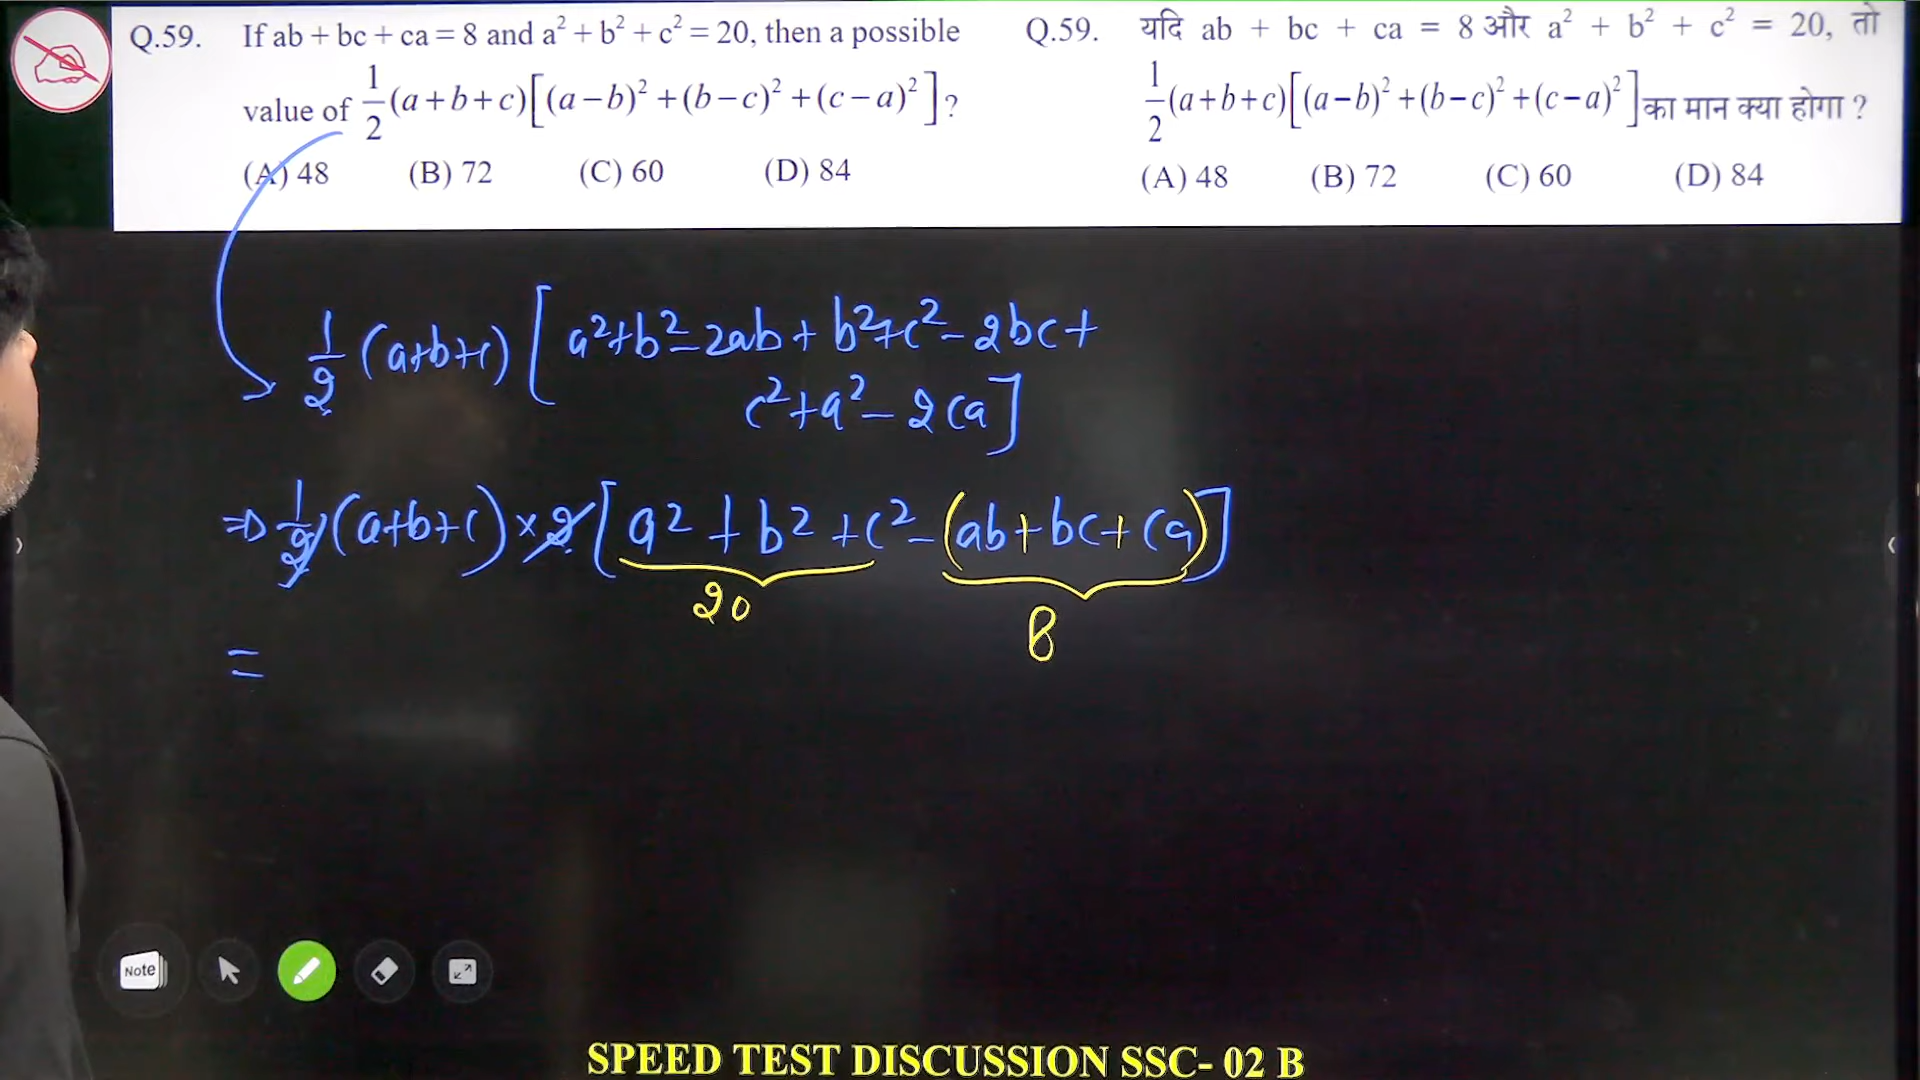 Q.59. If ab + bc + ca = 8 and a² + b² + c² = 20, then a possible
value of 1/2 (a+b+c)[(a−b)² +(b−c)² +(c−a)²] ?
(A) 48 (B) 72 (C) 60 (D) 84
Q.59. यदि ab + bc + ca = 8 और a² + b² + c² = 20, तो
1/2 (a+b+c)[(a−b)² +(b−c)² +(c−a)²] का मान क्या होगा ?
(A) 48 (B) 72 (C) 60 (D) 84
1/2 (a+b+c) [ a²+b²−2ab + b²+c²−2bc +
c²+a²−2ca ]
⇒ 1/2 (a+b+c) × 2 [ a² + b² + c² − (ab+bc+ca) ]
20 8
=
Note
SPEED TEST DISCUSSION SSC- 02 B